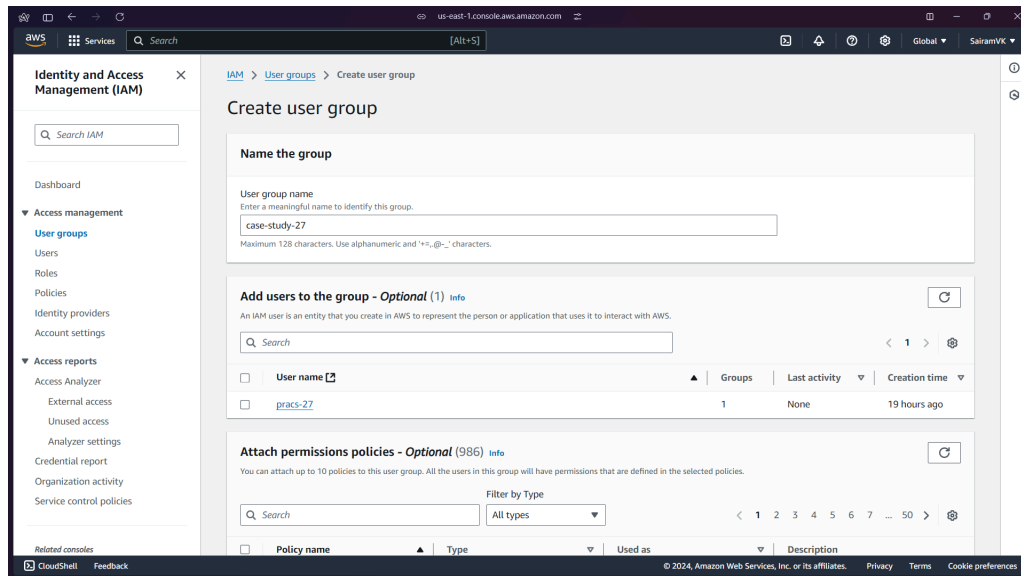 us-east-1.console.aws.amazon.com
aws Services Search [Alt+S] Global ▼ SairamVK ▼
Identity and Access Management (IAM)
Search IAM
Dashboard
Access management
User groups
Users
Roles
Policies
Identity providers
Account settings
Access reports
Access Analyzer
External access
Unused access
Analyzer settings
Credential report
Organization activity
Service control policies
Related consoles
IAM > User groups > Create user group
Create user group
Name the group
User group name
Enter a meaningful name to identify this group.
case-study-27
Maximum 128 characters. Use alphanumeric and '+=,.@-_' characters.
Add users to the group - Optional (1) Info
An IAM user is an entity that you create in AWS to represent the person or application that uses it to interact with AWS.
Search
< 1 >
User name Groups Last activity Creation time
pracs-27 1 None 19 hours ago
Attach permissions policies - Optional (986) Info
You can attach up to 10 policies to this user group. All the users in this group will have permissions that are defined in the selected policies.
Filter by Type
Search All types < 1 2 3 4 5 6 7 ... 50 >
Policy name Type Used as Description
CloudShell Feedback © 2024, Amazon Web Services, Inc. or its affiliates. Privacy Terms Cookie preferences